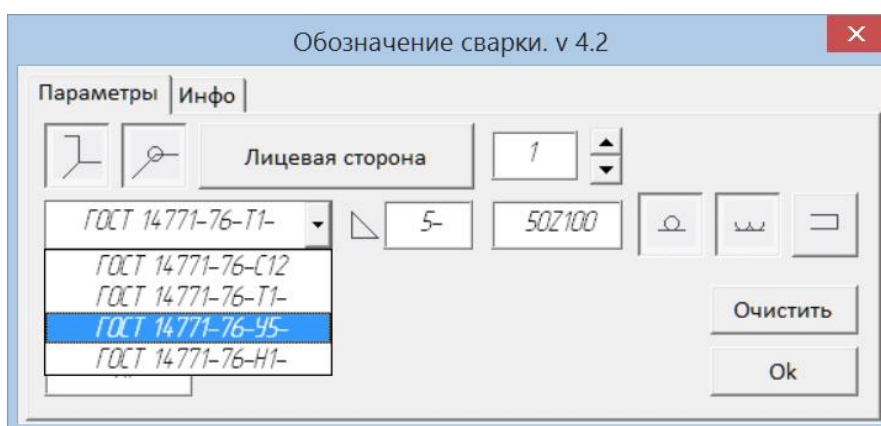 Обозначение сварки. v 4.2
Параметры Инфо
Лицевая сторона 1
ГОСТ 14771-76-Т1- 5- 50Z100
ГОСТ 14771-76-С12
ГОСТ 14771-76-Т1-
ГОСТ 14771-76-У5-
ГОСТ 14771-76-Н1-
Очистить
Ok